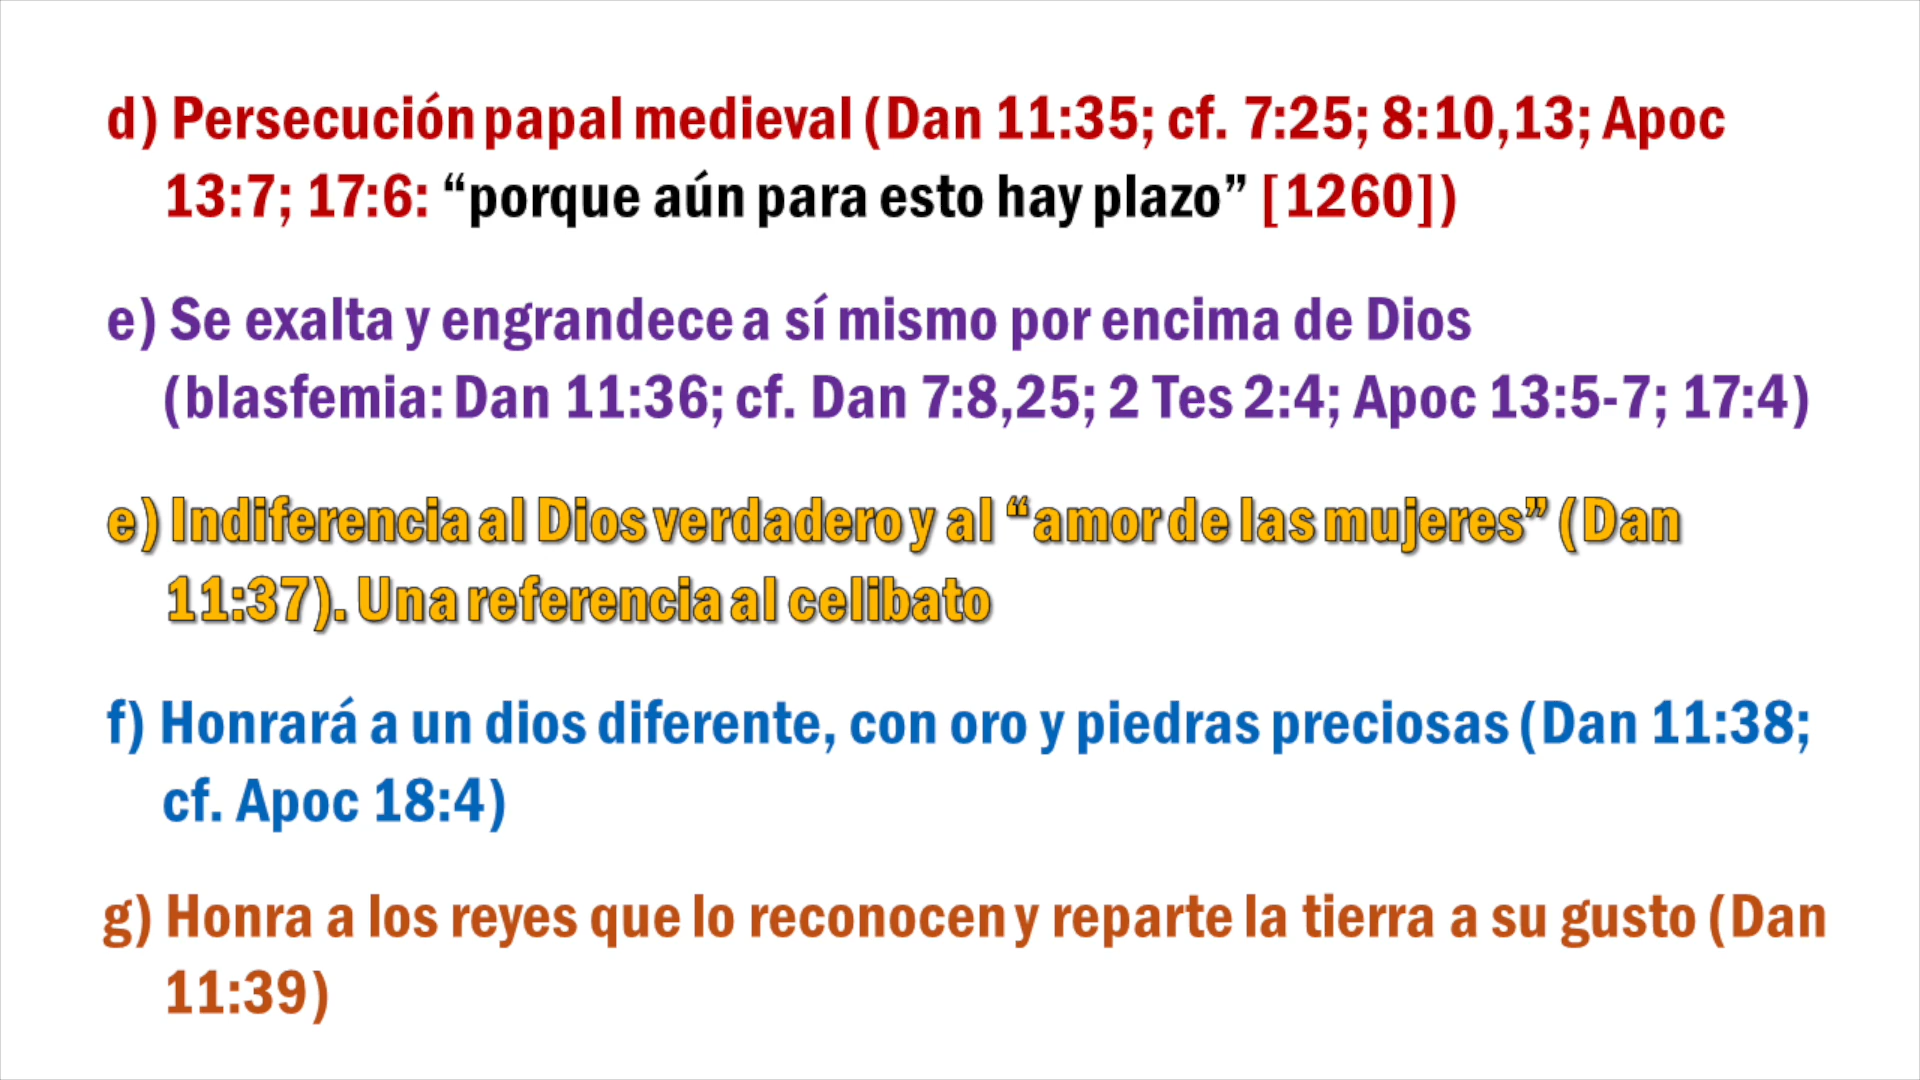 d) Persecución papal medieval (Dan 11:35; cf. 7:25; 8:10,13; Apoc
13:7; 17:6: “porque aún para esto hay plazo” [1260])
e) Se exalta y engrandece a sí mismo por encima de Dios
(blasfemia: Dan 11:36; cf. Dan 7:8,25; 2 Tes 2:4; Apoc 13:5-7; 17:4)
e) Indiferencia al Dios verdadero y al “amor de las mujeres” (Dan
11:37). Una referencia al celibato
f) Honrará a un dios diferente, con oro y piedras preciosas (Dan 11:38;
cf. Apoc 18:4)
g) Honra a los reyes que lo reconocen y reparte la tierra a su gusto (Dan
11:39)